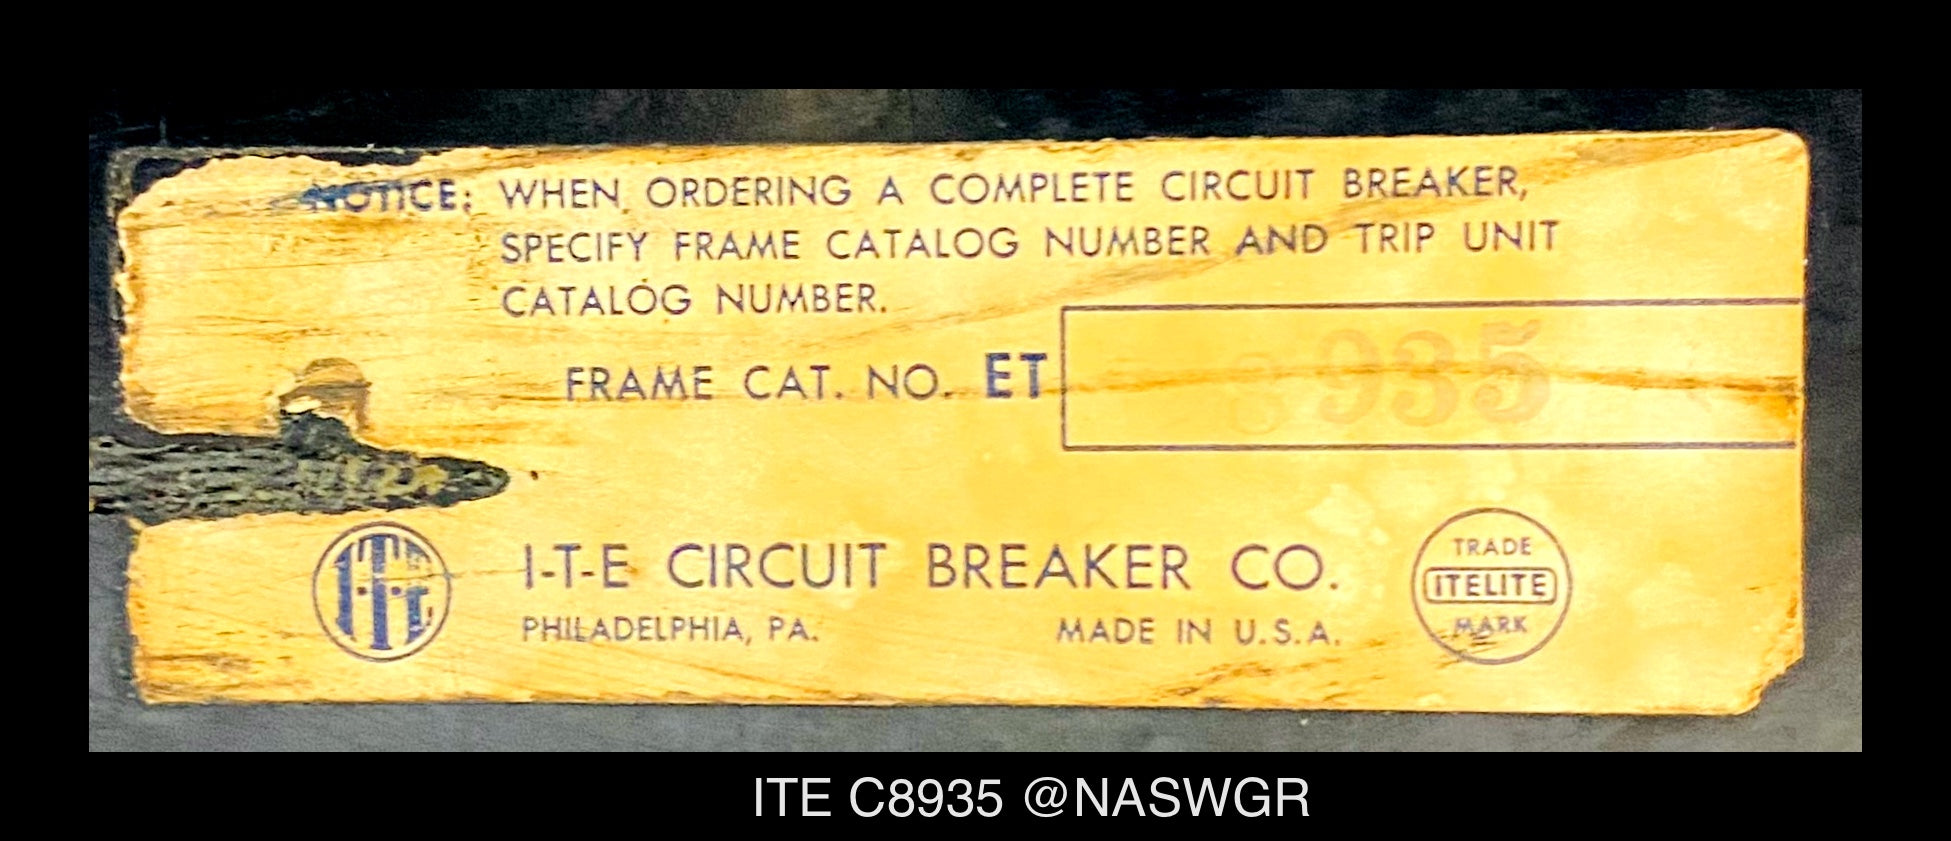 NOTICE: WHEN ORDERING A COMPLETE CIRCUIT BREAKER,
SPECIFY FRAME CATALOG NUMBER AND TRIP UNIT
CATALOG NUMBER.
FRAME CAT. NO. ET 8935
I-T-E
I-T-E CIRCUIT BREAKER CO.
PHILADELPHIA, PA. MADE IN U.S.A.
TRADE
ITELITE
MARK
ITE C8935 @NASWGR